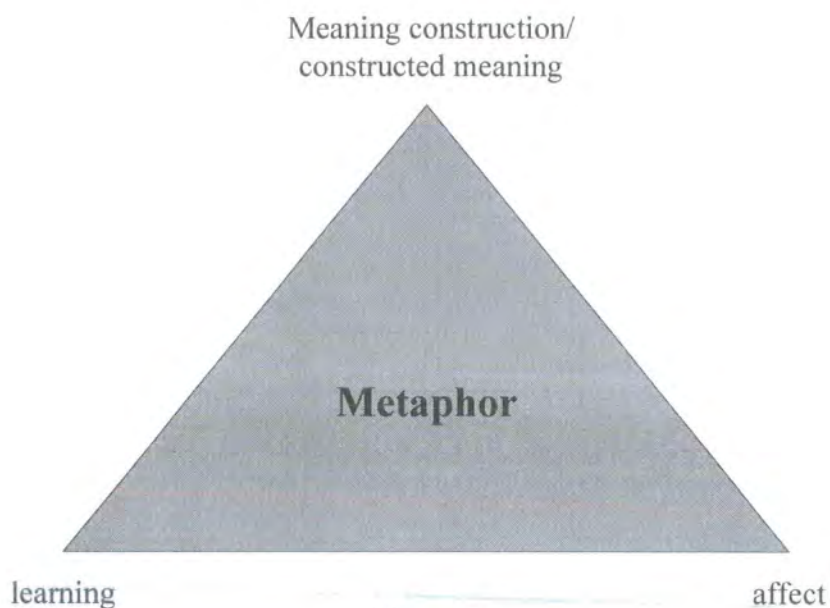 Meaning construction/
constructed meaning
Metaphor
learning
affect